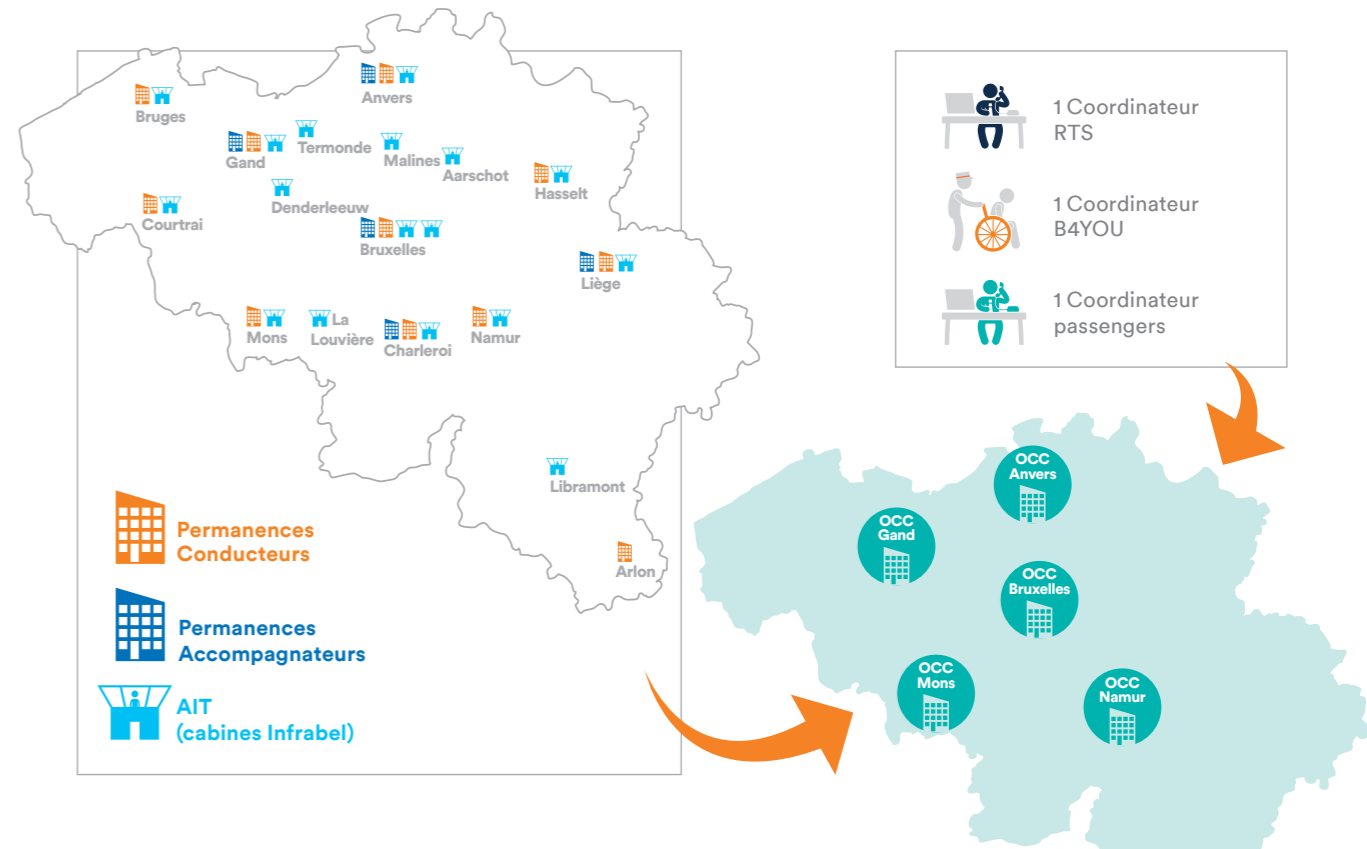 Anvers
Bruges
Termonde
Gand
Malines
Aarschot
Hasselt
Denderleeuw
Courtrai
Bruxelles
Liège
Mons
La
Louvière
Charleroi
Namur
Libramont
Arlon
Permanences
Conducteurs
Permanences
Accompagnateurs
AIT
(cabines Infrabel)
1 Coordinateur
RTS
1 Coordinateur
B4YOU
1 Coordinateur
passengers
OCC
Anvers
OCC
Gand
OCC
Bruxelles
OCC
Mons
OCC
Namur